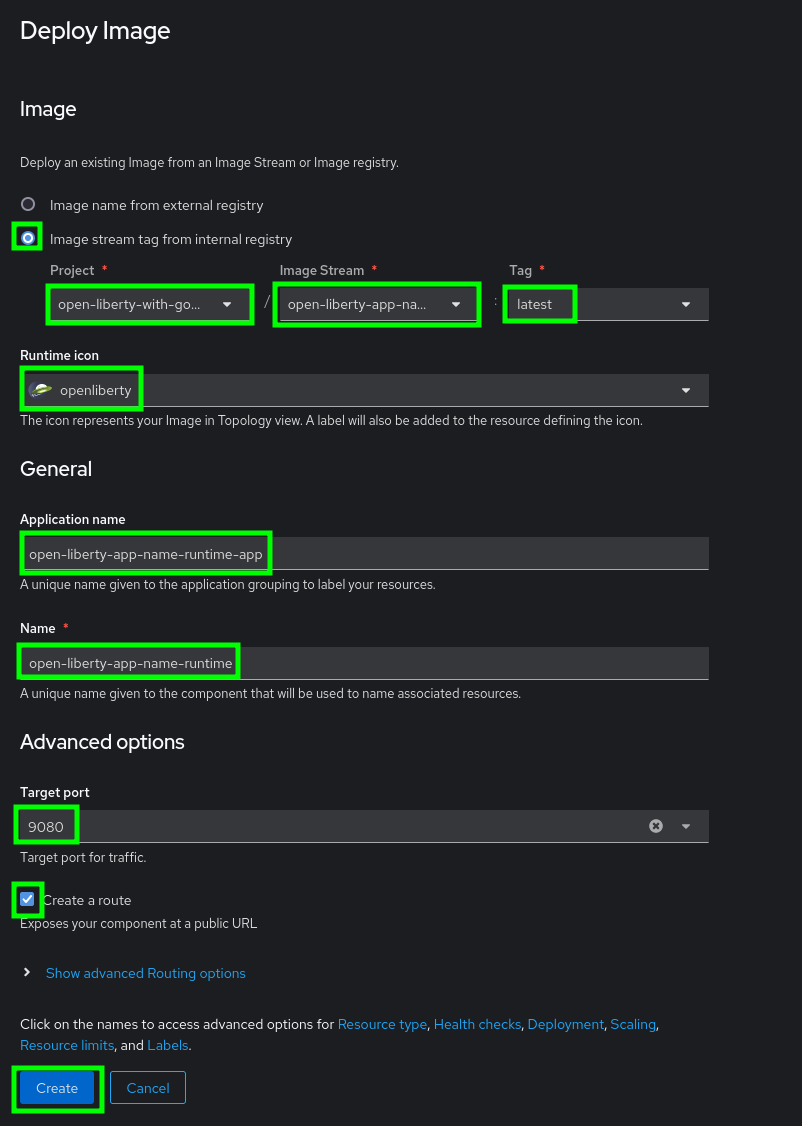 Deploy Image
Image
Deploy an existing Image from an Image Stream or Image registry.
Image name from external registry
Image stream tag from internal registry
Project * Image Stream * Tag *
open-liberty-with-go... / open-liberty-app-na... : latest
Runtime icon
openliberty
The icon represents your Image in Topology view. A label will also be added to the resource defining the icon.
General
Application name
open-liberty-app-name-runtime-app
A unique name given to the application grouping to label your resources.
Name *
open-liberty-app-name-runtime
A unique name given to the component that will be used to name associated resources.
Advanced options
Target port
9080
Target port for traffic.
Create a route
Exposes your component at a public URL
Show advanced Routing options
Click on the names to access advanced options for Resource type, Health checks, Deployment, Scaling,
Resource limits, and Labels.
Create Cancel